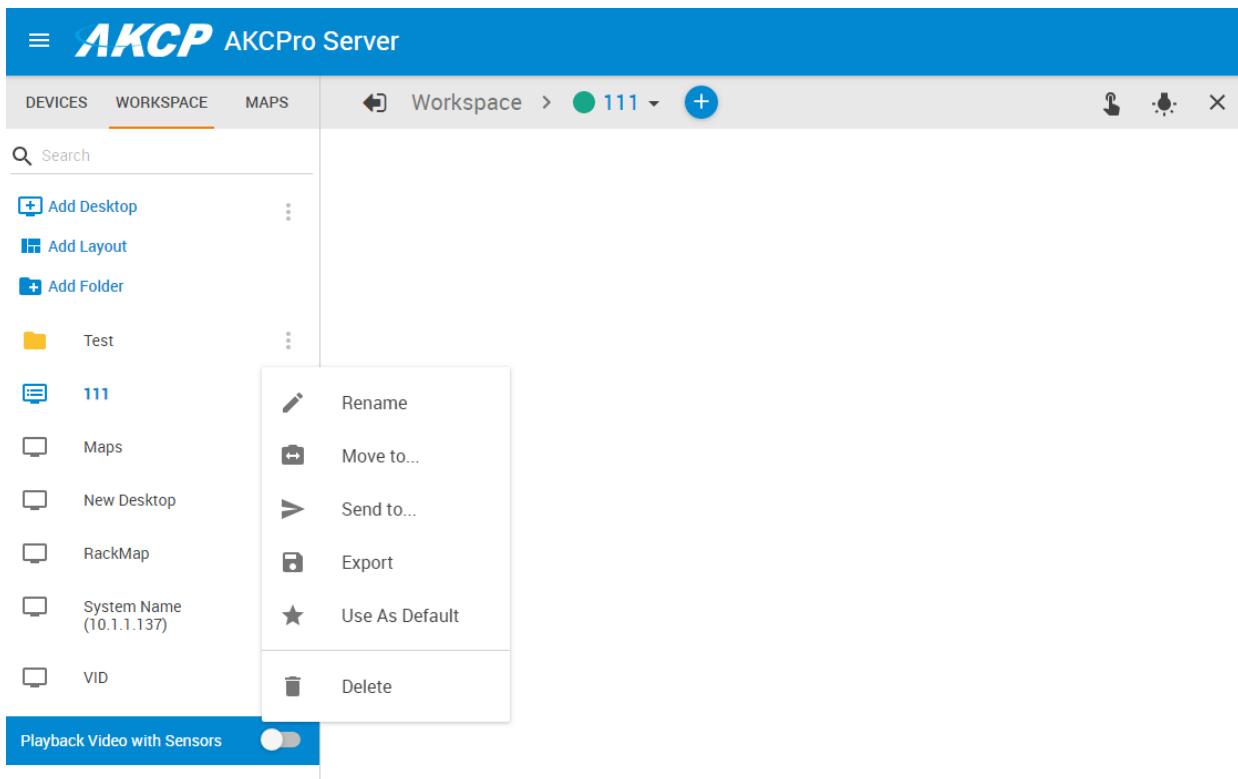 AKCP AKCPro Server
DEVICES WORKSPACE MAPS
Workspace > 111
Search
Add Desktop
Add Layout
Add Folder
Test
111
Maps
New Desktop
RackMap
System Name
(10.1.1.137)
VID
Rename
Move to...
Send to...
Export
Use As Default
Delete
Playback Video with Sensors